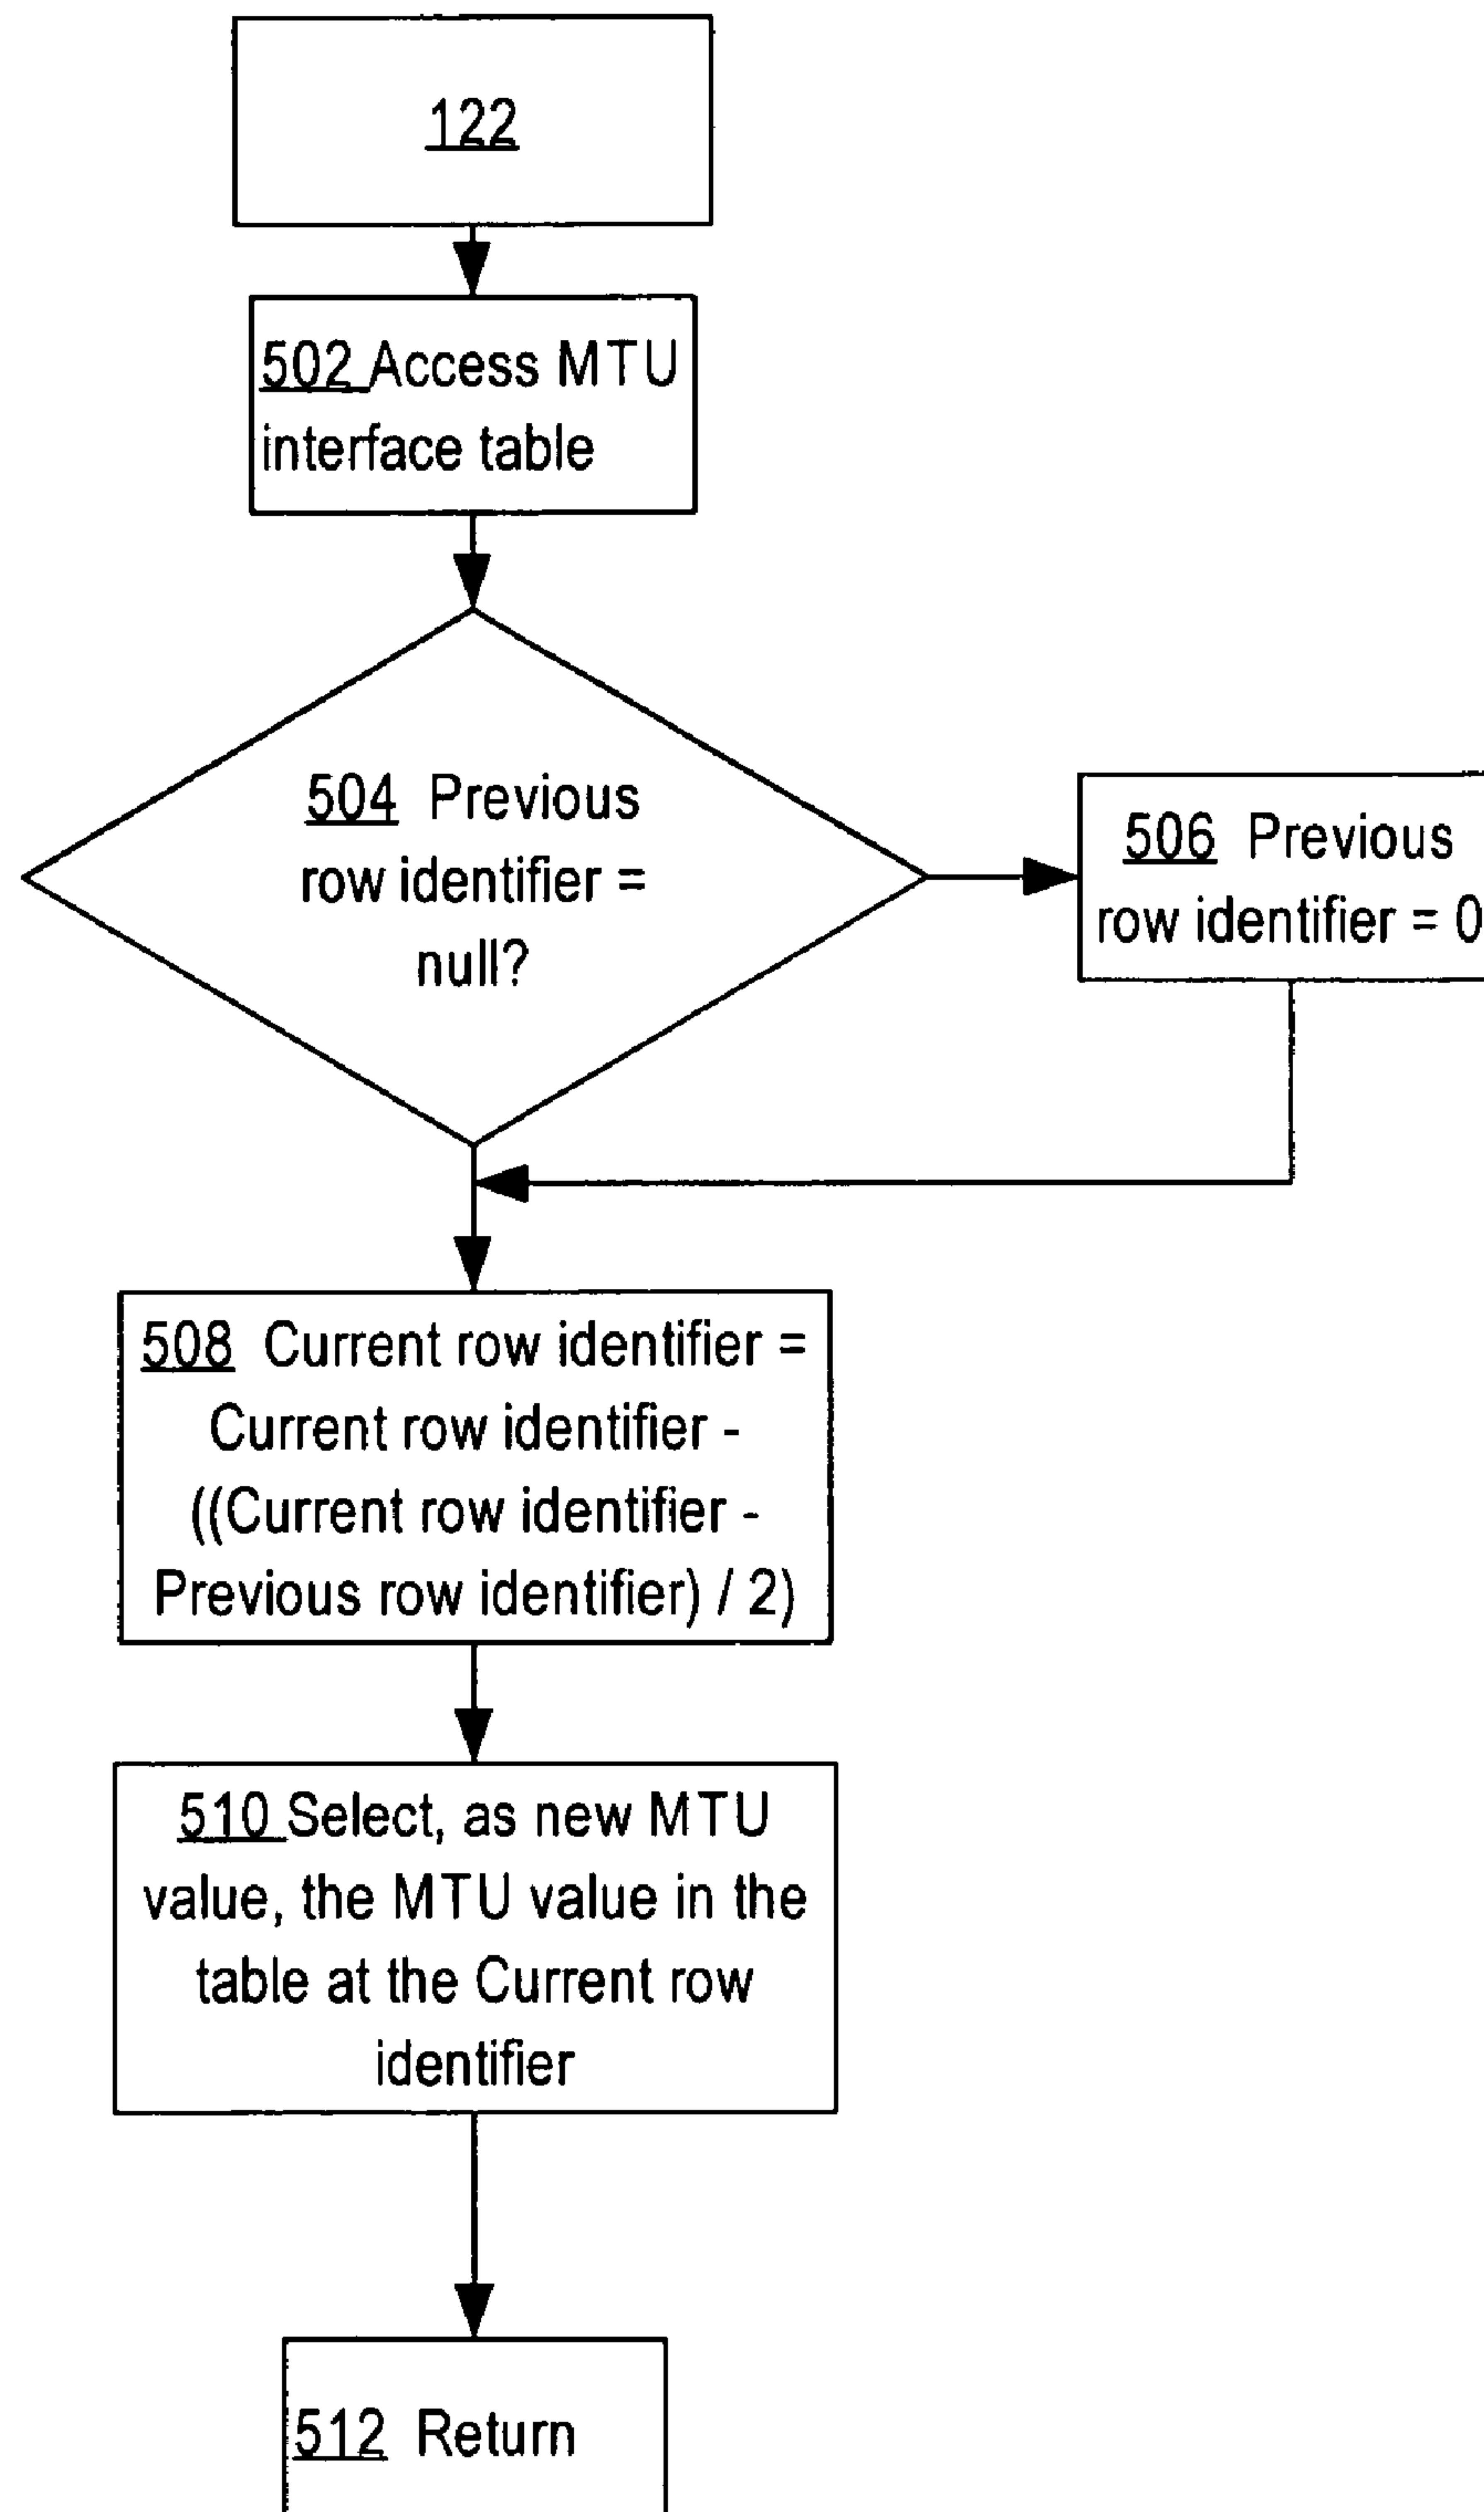 122
502 Access MTU
interface table
504 Previous
row identifier =
null?
506 Previous
row identifier = 0
508 Current row identifier =
Current row identifier -
((Current row identifier -
Previous row identifier) / 2)
510 Select, as new MTU
value, the MTU value in the
table at the Current row
identifier
512 Return